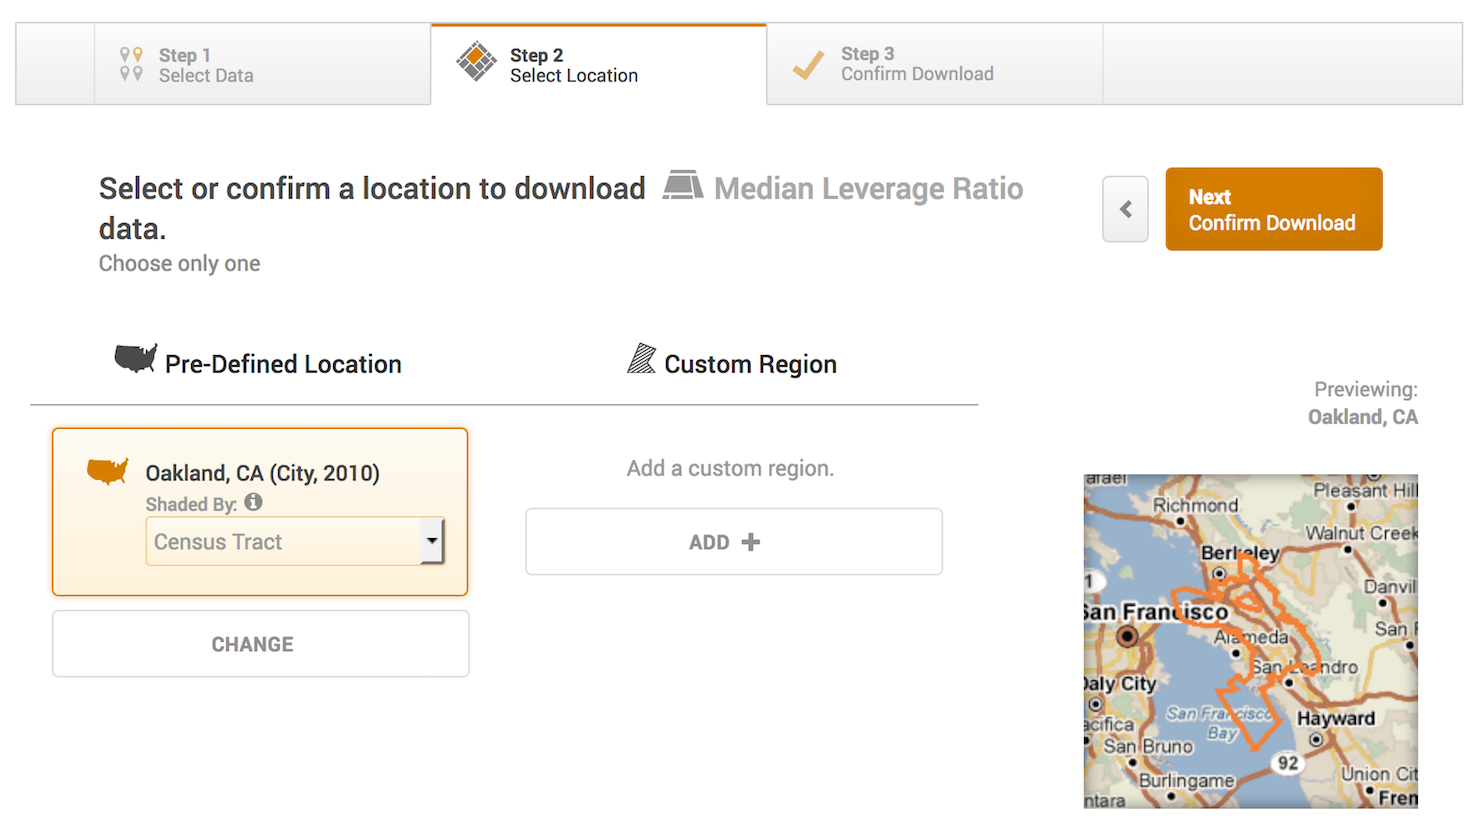 Step 1
Select Data
Step 2
Select Location
Step 3
Confirm Download
Select or confirm a location to download Median Leverage Ratio
data.
Choose only one
Next
Confirm Download
Pre-Defined Location
Custom Region
Previewing:
Oakland, CA
Oakland, CA (City, 2010)
Shaded By:
Census Tract
CHANGE
Add a custom region.
ADD
afael
Pleasant Hill
Richmond
Walnut Creek
Berkeley
1
Danvil
San Francisco
Alameda
San
San Leandro
Daly City
San Francisco
Bay
Hayward
acifica
San Bruno
92
Union Cit
Burlingame
Frem
ntara